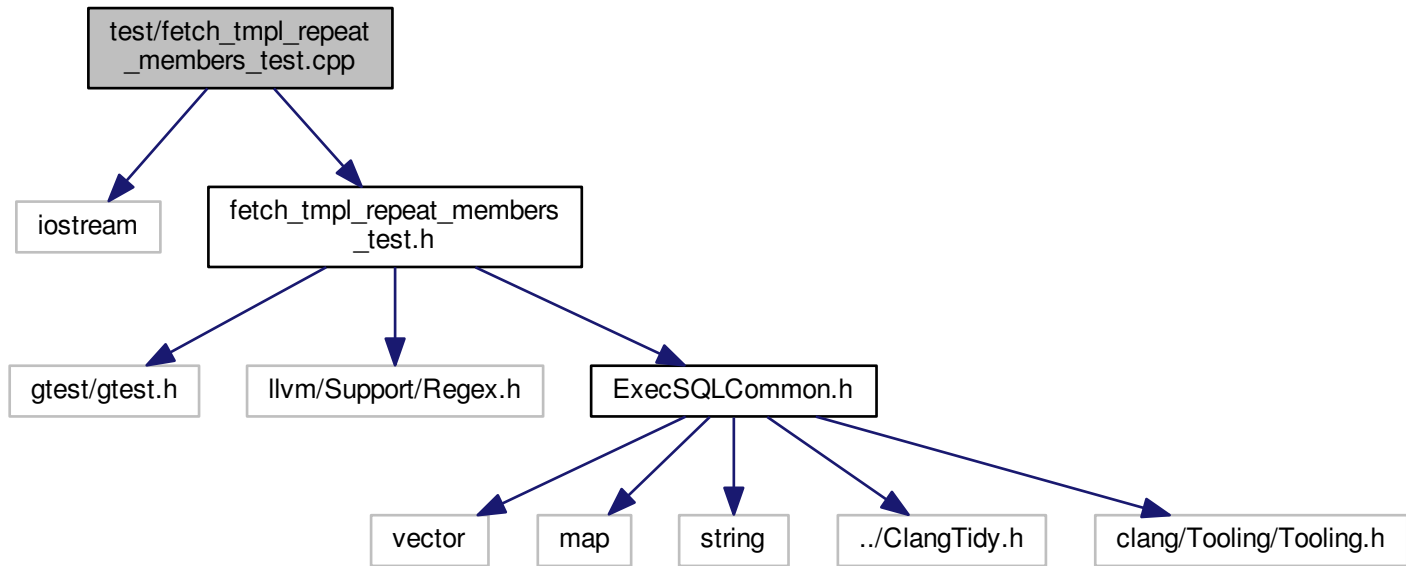 test/fetch_tmpl_repeat
_members_test.cpp
iostream
fetch_tmpl_repeat_members
_test.h
gtest/gtest.h
llvm/Support/Regex.h
ExecSQLCommon.h
vector
map
string
../ClangTidy.h
clang/Tooling/Tooling.h